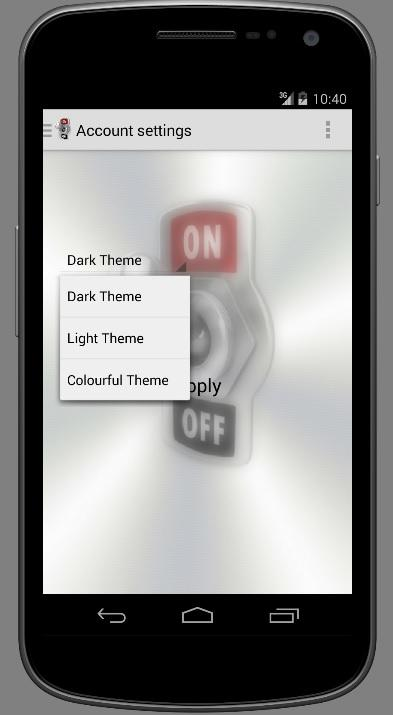 3G 10:40
Account settings
ON
Dark Theme
Dark Theme
Light Theme
Colourful Theme
pply
OFF